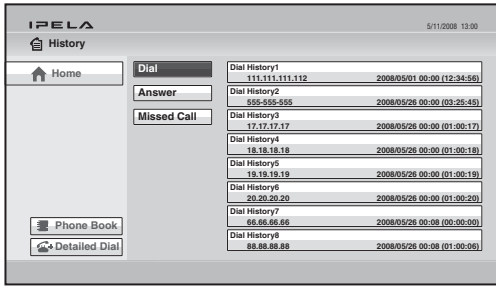 IPELA
5/11/2008 13:00
History
Home
Dial
Answer
Missed Call
Dial History1
111.111.111.112 2008/05/01 00:00 (12:34:56)
Dial History2
555-555-555 2008/05/26 00:00 (03:25:45)
Dial History3
17.17.17.17 2008/05/26 00:00 (01:00:17)
Dial History4
18.18.18.18 2008/05/26 00:00 (01:00:18)
Dial History5
19.19.19.19 2008/05/26 00:00 (01:00:19)
Dial History6
20.20.20.20 2008/05/26 00:00 (01:00:20)
Dial History7
66.66.66.66 2008/05/26 00:08 (00:00:00)
Dial History8
88.88.88.88 2008/05/26 00:08 (01:00:06)
Phone Book
Detailed Dial